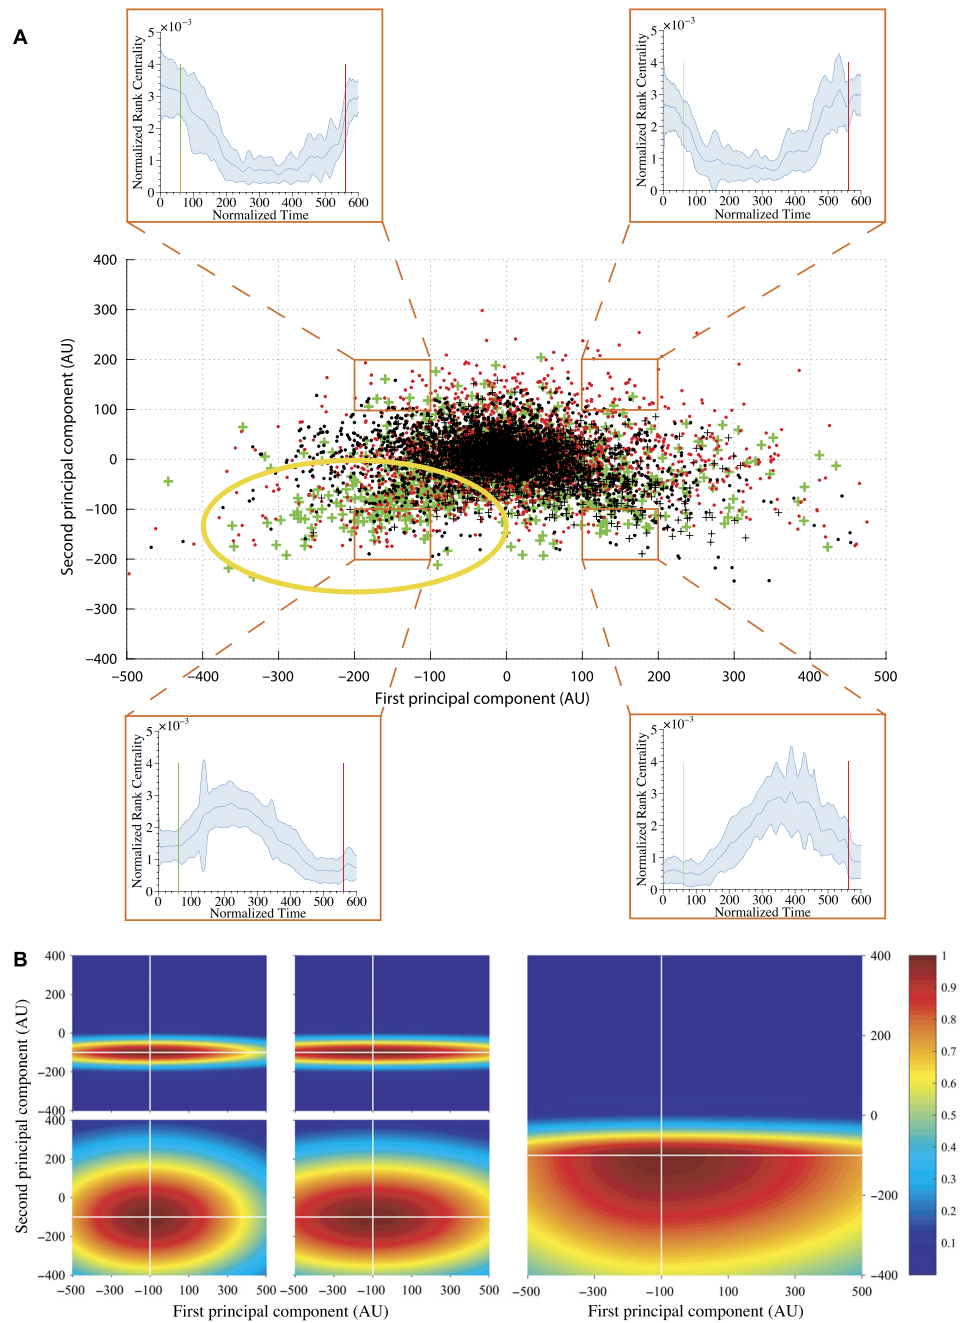 A
×10⁻³
5
4
3
2
1
0
0 100 200 300 400 500 600
Normalized Rank Centrality
Normalized Time
×10⁻³
5
4
3
2
1
0
0 100 200 300 400 500 600
Normalized Rank Centrality
Normalized Time
400
300
200
100
0
−100
−200
−300
−400
Second principal component (AU)
−500 −400 −300 −200 −100 0 100 200 300 400 500
First principal component (AU)
×10⁻³
5
4
3
2
1
0
0 100 200 300 400 500 600
Normalized Rank Centrality
Normalized Time
×10⁻³
5
4
3
2
1
0
0 100 200 300 400 500 600
Normalized Rank Centrality
Normalized Time
B
400
200
0
−200
−400
400
200
0
−200
−400
Second principal component (AU)
−500 −300 −100 100 300 500
−500 −300 −100 100 300 500
First principal component (AU)
400
200
0
−200
−400
−500 −300 −100 100 300 500
First principal component (AU)
1
0.9
0.8
0.7
0.6
0.5
0.4
0.3
0.2
0.1